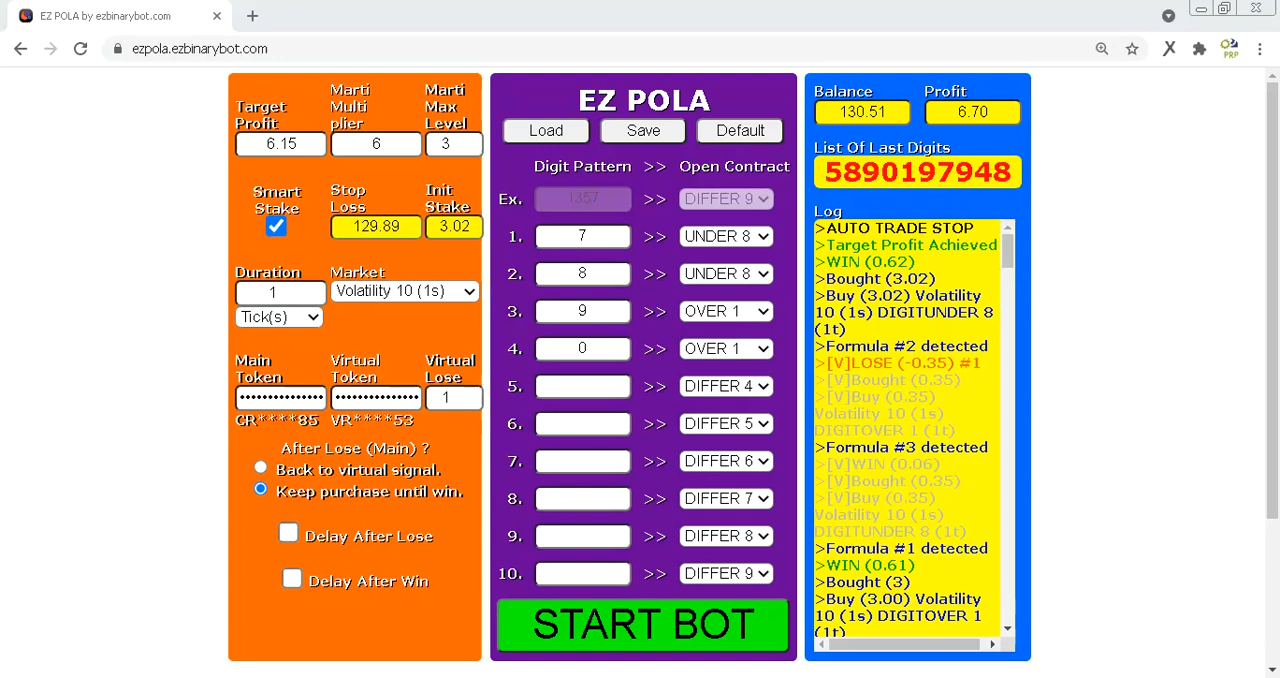 EZ POLA by ezbinarybot.com
ezpola.ezbinarybot.com
PRP
Target Profit
Marti Multi plier
Marti Max Level
6.15
6
3
Smart Stake
Stop Loss
Init Stake
129.89
3.02
Duration
Market
1
Volatility 10 (1s)
Tick(s)
Main Token
Virtual Token
Virtual Lose
1
CR****85
VR****53
After Lose (Main) ?
Back to virtual signal.
Keep purchase until win.
Delay After Lose
Delay After Win
EZ POLA
Load
Save
Default
Digit Pattern >> Open Contract
Ex. 1357 >> DIFFER 9
1. 7 >> UNDER 8
2. 8 >> UNDER 8
3. 9 >> OVER 1
4. 0 >> OVER 1
5. >> DIFFER 4
6. >> DIFFER 5
7. >> DIFFER 6
8. >> DIFFER 7
9. >> DIFFER 8
10. >> DIFFER 9
START BOT
Balance
Profit
130.51
6.70
List Of Last Digits
5890197948
Log
>AUTO TRADE STOP
>Target Profit Achieved
>WIN (0.62)
>Bought (3.02)
>Buy (3.02) Volatility
10 (1s) DIGITUNDER 8
(1t)
>Formula #2 detected
>[V]LOSE (-0.35) #1
>[V]Bought (0.35)
>[V]Buy (0.35)
Volatility 10 (1s)
DIGITOVER 1 (1t)
>Formula #3 detected
>[V]WIN (0.06)
>[V]Bought (0.35)
>[V]Buy (0.35)
Volatility 10 (1s)
DIGITUNDER 8 (1t)
>Formula #1 detected
>WIN (0.61)
>Bought (3)
>Buy (3.00) Volatility
10 (1s) DIGITOVER 1
(1t)